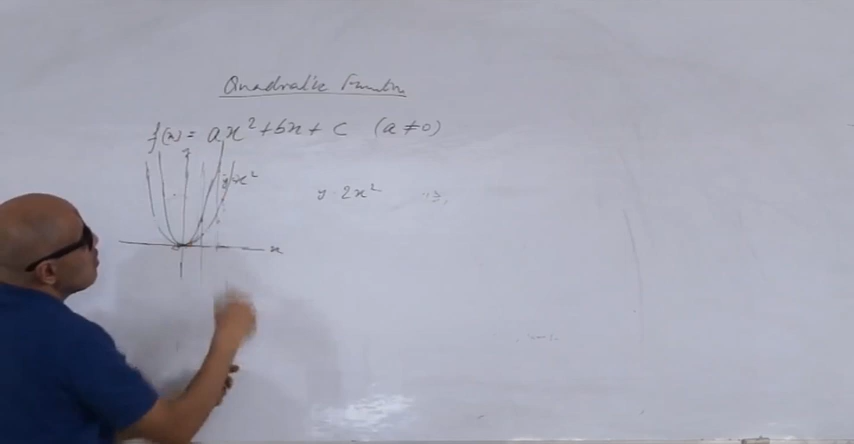 Quadratic Function
f(x) = ax² + bx + c (a ≠ 0)
y = x²
y = 2x²
x